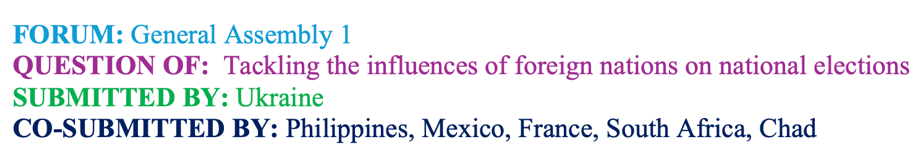 FORUM: General Assembly 1
QUESTION OF:  Tackling the influences of foreign nations on national elections
SUBMITTED BY: Ukraine
CO-SUBMITTED BY: Philippines, Mexico, France, South Africa, Chad